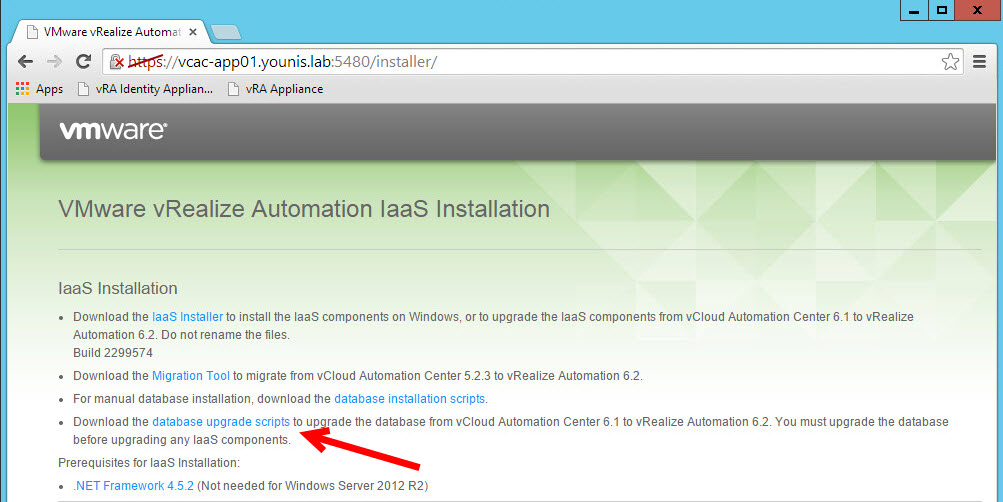 VMware vRealize Automat
https://vcac-app01.younis.lab:5480/installer/
Apps vRA Identity Applian... vRA Appliance
vmware®
VMware vRealize Automation IaaS Installation
IaaS Installation
• Download the IaaS Installer to install the IaaS components on Windows, or to upgrade the IaaS components from vCloud Automation Center 6.1 to vRealize
Automation 6.2. Do not rename the files.
Build 2299574
• Download the Migration Tool to migrate from vCloud Automation Center 5.2.3 to vRealize Automation 6.2.
• For manual database installation, download the database installation scripts.
• Download the database upgrade scripts to upgrade the database from vCloud Automation Center 6.1 to vRealize Automation 6.2. You must upgrade the database
before upgrading any IaaS components.
Prerequisites for IaaS Installation:
• .NET Framework 4.5.2 (Not needed for Windows Server 2012 R2)